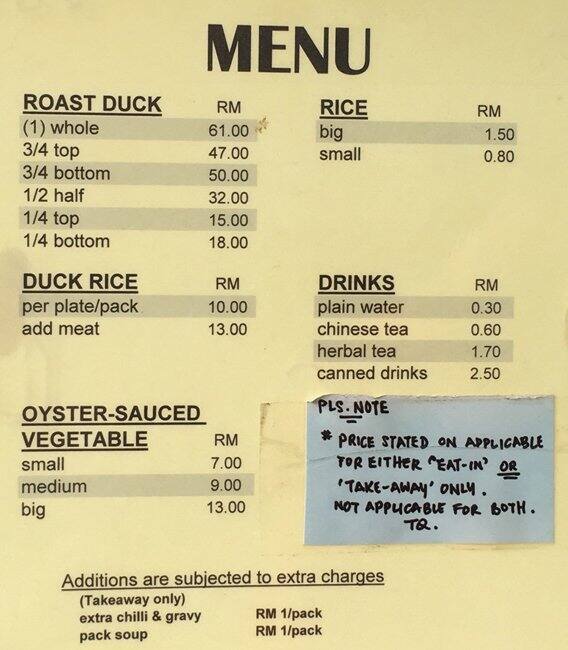 MENU
ROAST DUCK RM
(1) whole 61.00
3/4 top 47.00
3/4 bottom 50.00
1/2 half 32.00
1/4 top 15.00
1/4 bottom 18.00
RICE RM
big 1.50
small 0.80
DUCK RICE RM
per plate/pack 10.00
add meat 13.00
DRINKS RM
plain water 0.30
chinese tea 0.60
herbal tea 1.70
canned drinks 2.50
OYSTER-SAUCED
VEGETABLE RM
small 7.00
medium 9.00
big 13.00
PLS. NOTE
* PRICE STATED ON APPLICABLE
FOR EITHER "EAT-IN' OR
'TAKE-AWAY' ONLY.
NOT APPLICABLE FOR BOTH.
TQ.
Additions are subjected to extra charges
(Takeaway only)
extra chilli & gravy RM 1/pack
pack soup RM 1/pack